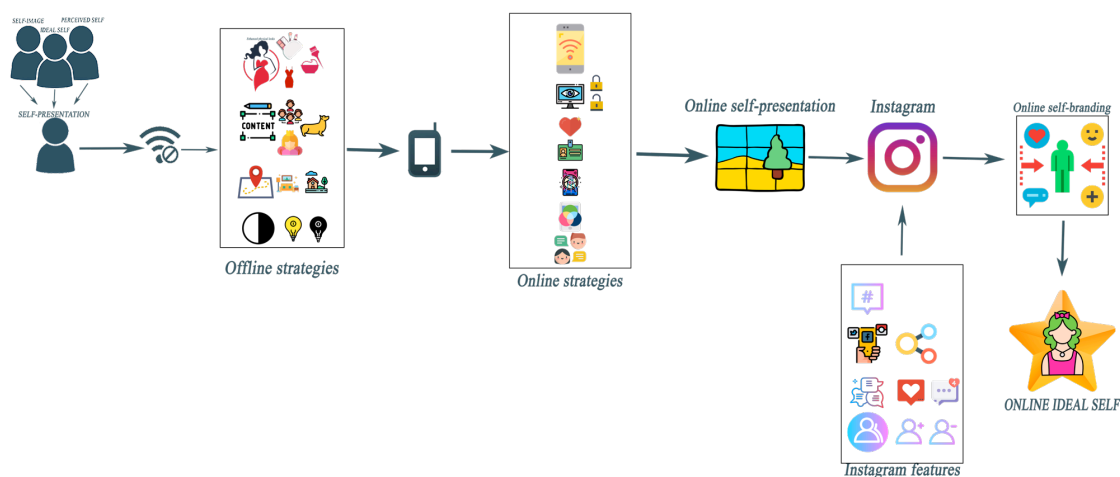 SELF-IMAGE
PERCEIVED SELF
IDEAL SELF
SELF-PRESENTATION
CONTENT
Offline strategies
Online strategies
Online self-presentation
Instagram
Online self-branding
#
4
Instagram features
ONLINE IDEAL SELF